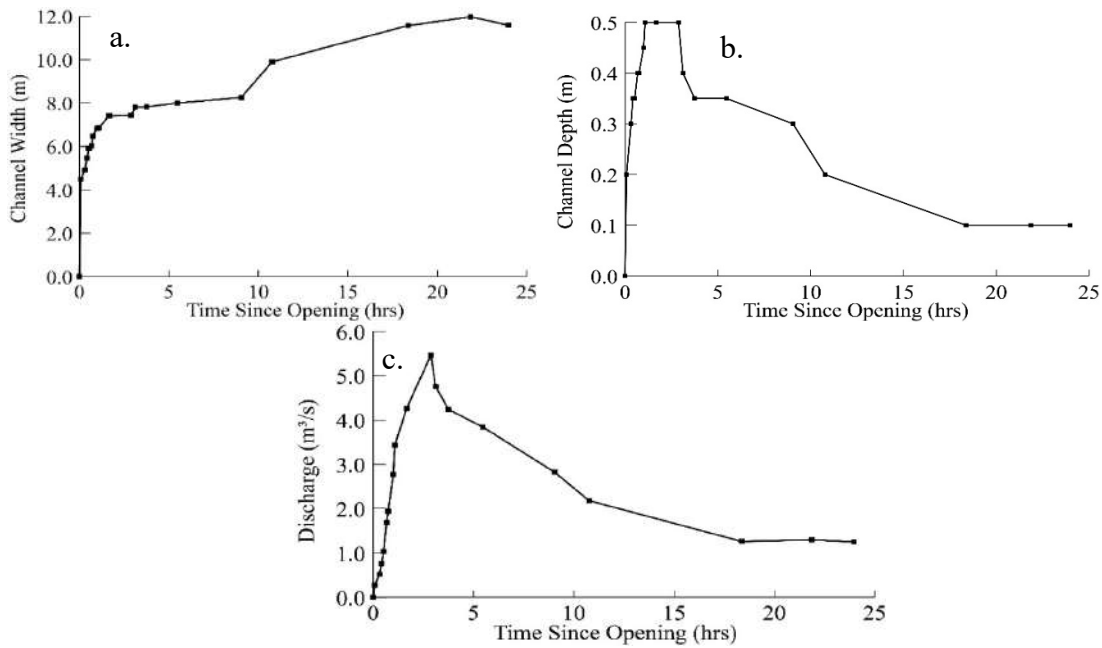 a.
Channel Width (m)
12.0
10.0
8.0
6.0
4.0
2.0
0.0
0 5 10 15 20 25
Time Since Opening (hrs)
b.
Channel Depth (m)
0.5
0.4
0.3
0.2
0.1
0.0
0 5 10 15 20 25
Time Since Opening (hrs)
c.
Discharge (m³/s)
6.0
5.0
4.0
3.0
2.0
1.0
0.0
0 5 10 15 20 25
Time Since Opening (hrs)